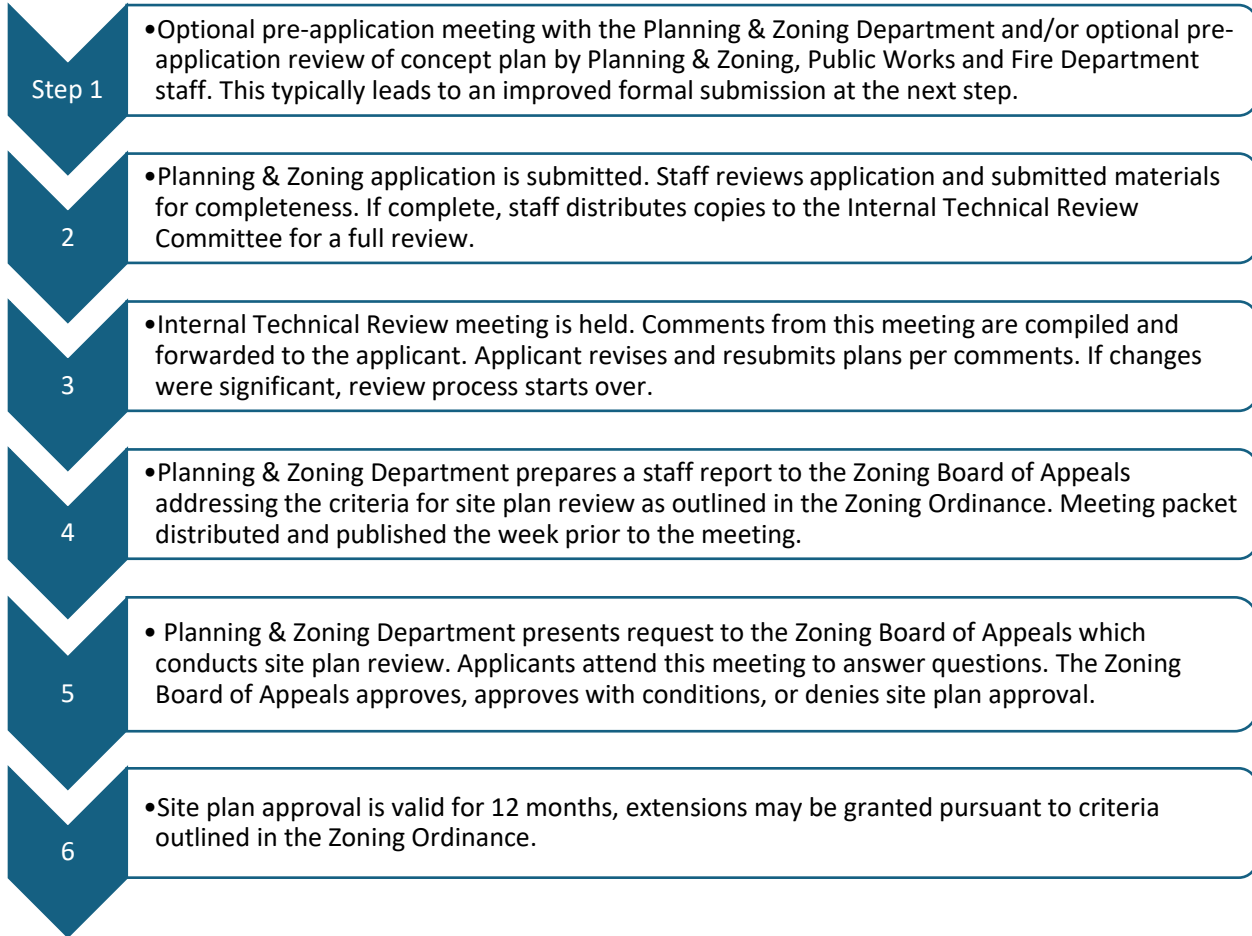 Step 1
•Optional pre-application meeting with the Planning & Zoning Department and/or optional pre-
application review of concept plan by Planning & Zoning, Public Works and Fire Department
staff. This typically leads to an improved formal submission at the next step.
2
•Planning & Zoning application is submitted. Staff reviews application and submitted materials
for completeness. If complete, staff distributes copies to the Internal Technical Review
Committee for a full review.
3
•Internal Technical Review meeting is held. Comments from this meeting are compiled and
forwarded to the applicant. Applicant revises and resubmits plans per comments. If changes
were significant, review process starts over.
4
•Planning & Zoning Department prepares a staff report to the Zoning Board of Appeals
addressing the criteria for site plan review as outlined in the Zoning Ordinance. Meeting packet
distributed and published the week prior to the meeting.
5
• Planning & Zoning Department presents request to the Zoning Board of Appeals which
conducts site plan review. Applicants attend this meeting to answer questions. The Zoning
Board of Appeals approves, approves with conditions, or denies site plan approval.
6
•Site plan approval is valid for 12 months, extensions may be granted pursuant to criteria
outlined in the Zoning Ordinance.